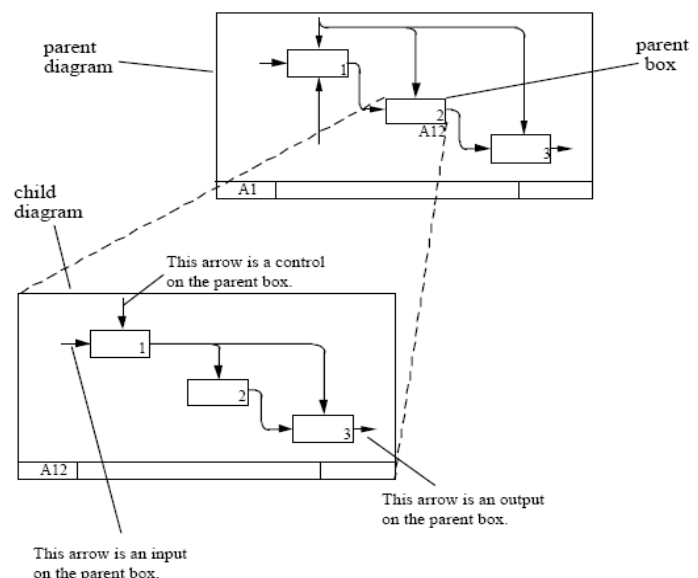 parent
diagram
parent
box
1
2
A12
3
A1
child
diagram
This arrow is a control
on the parent box.
1
2
3
A12
This arrow is an output
on the parent box.
This arrow is an input
on the parent box.